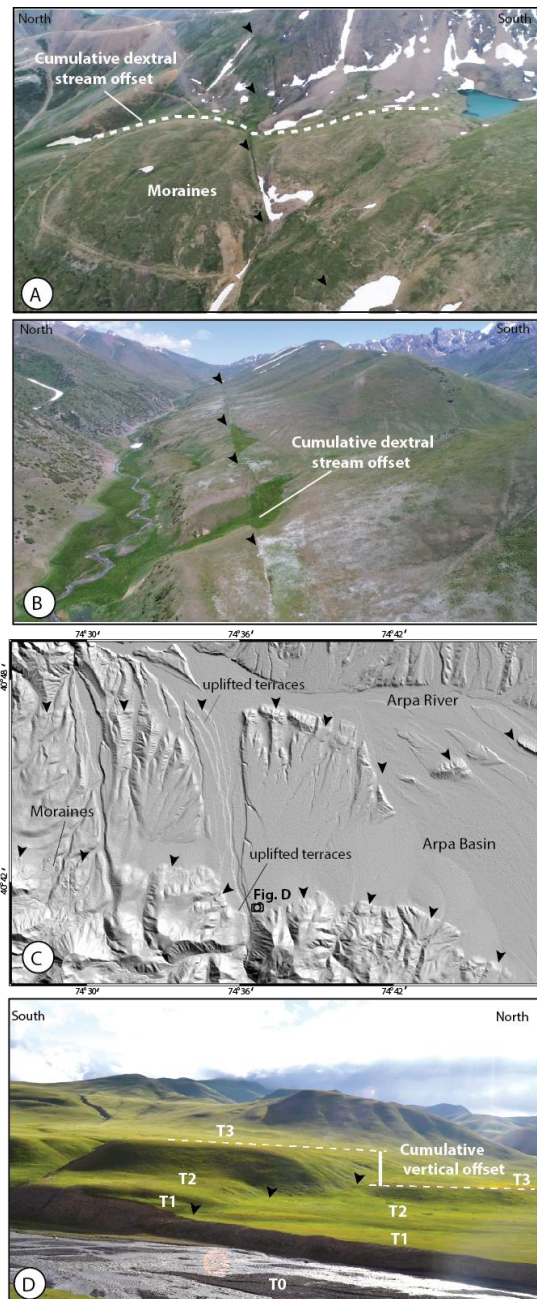 North
South
Cumulative dextral
stream offset
Moraines
A
North
South
Cumulative dextral
stream offset
B
74°30′
74°36′
74°42′
40°48′
uplifted terraces
Arpa River
Moraines
Arpa Basin
uplifted terraces
40°42′
Fig. D
C
74°30′
74°36′
74°42′
South
North
T3
Cumulative
vertical offset
T3
T2
T2
T1
T1
T0
D